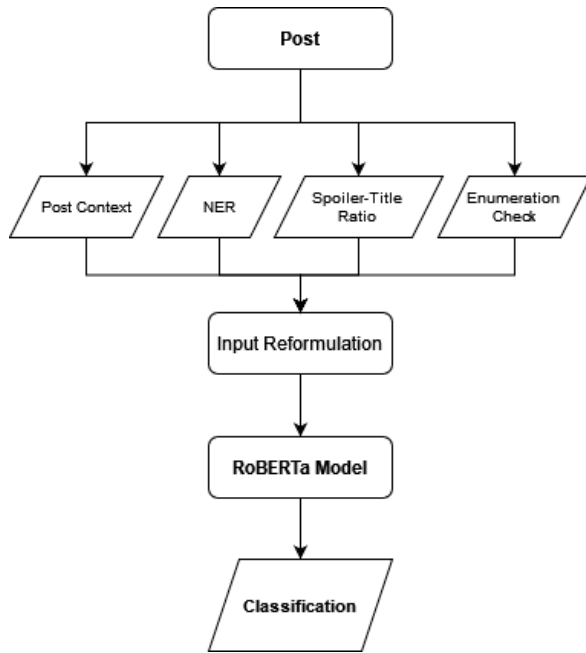 Post
Post Context
NER
Spoiler-Title
Ratio
Enumeration
Check
Input Reformulation
RoBERTa Model
Classification